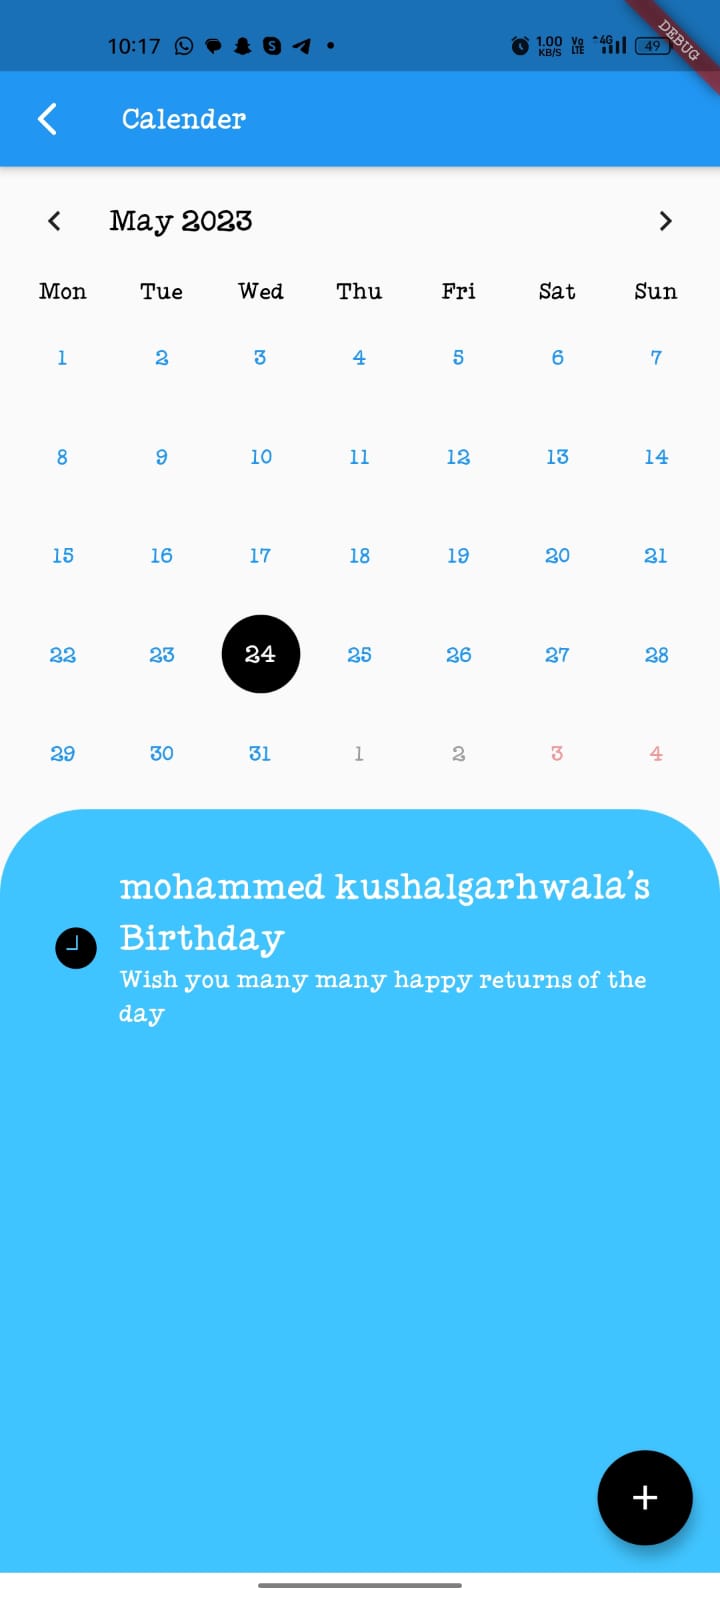 10:17 1.00 KB/S Vo LTE 4G 49 DEBUG
Calender
May 2023
Mon Tue Wed Thu Fri Sat Sun
1 2 3 4 5 6 7
8 9 10 11 12 13 14
15 16 17 18 19 20 21
22 23 24 25 26 27 28
29 30 31 1 2 3 4
mohammed kushalgarhwala's
Birthday
Wish you many many happy returns of the
day